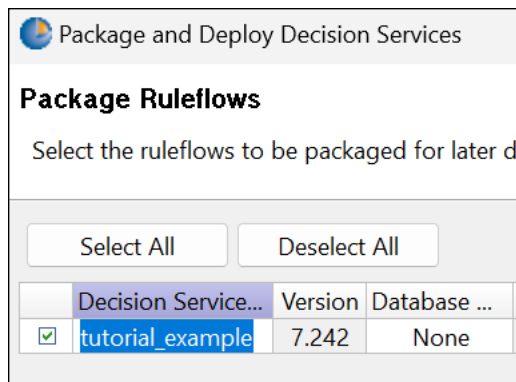 Package and Deploy Decision Services
Package Ruleflows
Select the ruleflows to be packaged for later d
Select All Deselect All
Decision Service... Version Database ...
tutorial_example 7.242 None